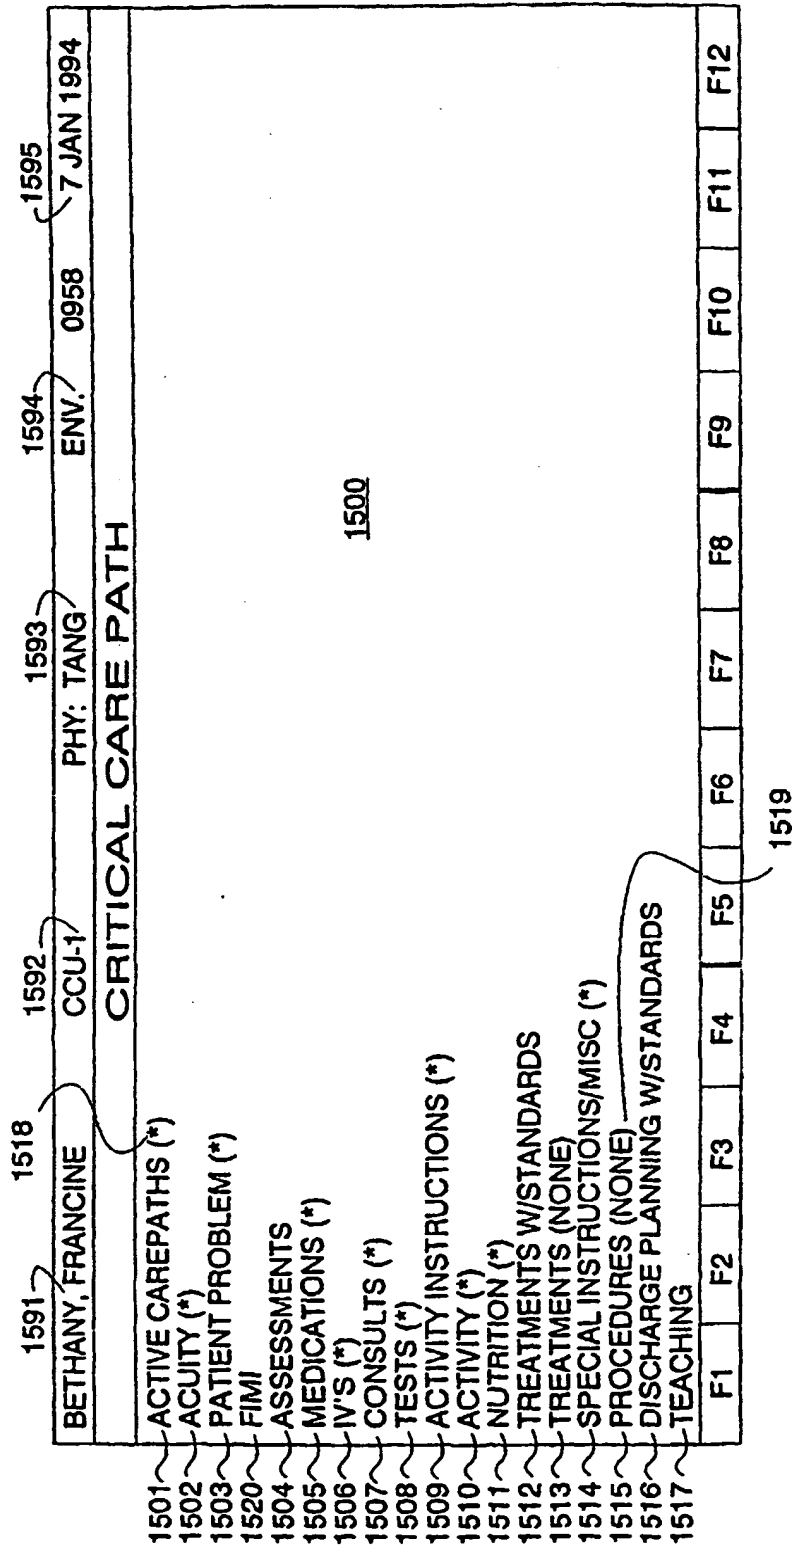 1591 1518 1592 1593 1594 1595
BETHANY, FRANCINE CCU-1 PHY: TANG ENV. 0958 7 JAN 1994
CRITICAL CARE PATH
1501 ACTIVE CAREPATHS (*)
1502 ACUITY (*)
1503 PATIENT PROBLEM (*)
1520 FIMI
1504 ASSESSMENTS
1505 MEDICATIONS (*)
1506 IV'S (*)
1507 CONSULTS (*)
1508 TESTS (*)
1509 ACTIVITY INSTRUCTIONS (*)
1510 ACTIVITY (*)
1511 NUTRITION (*)
1512 TREATMENTS W/STANDARDS
1513 TREATMENTS (NONE)
1514 SPECIAL INSTRUCTIONS/MISC (*)
1515 PROCEDURES (NONE)
1516 DISCHARGE PLANNING W/STANDARDS
1517 TEACHING
1500
F1 F2 F3 F4 F5 F6 F7 F8 F9 F10 F11 F12
1519